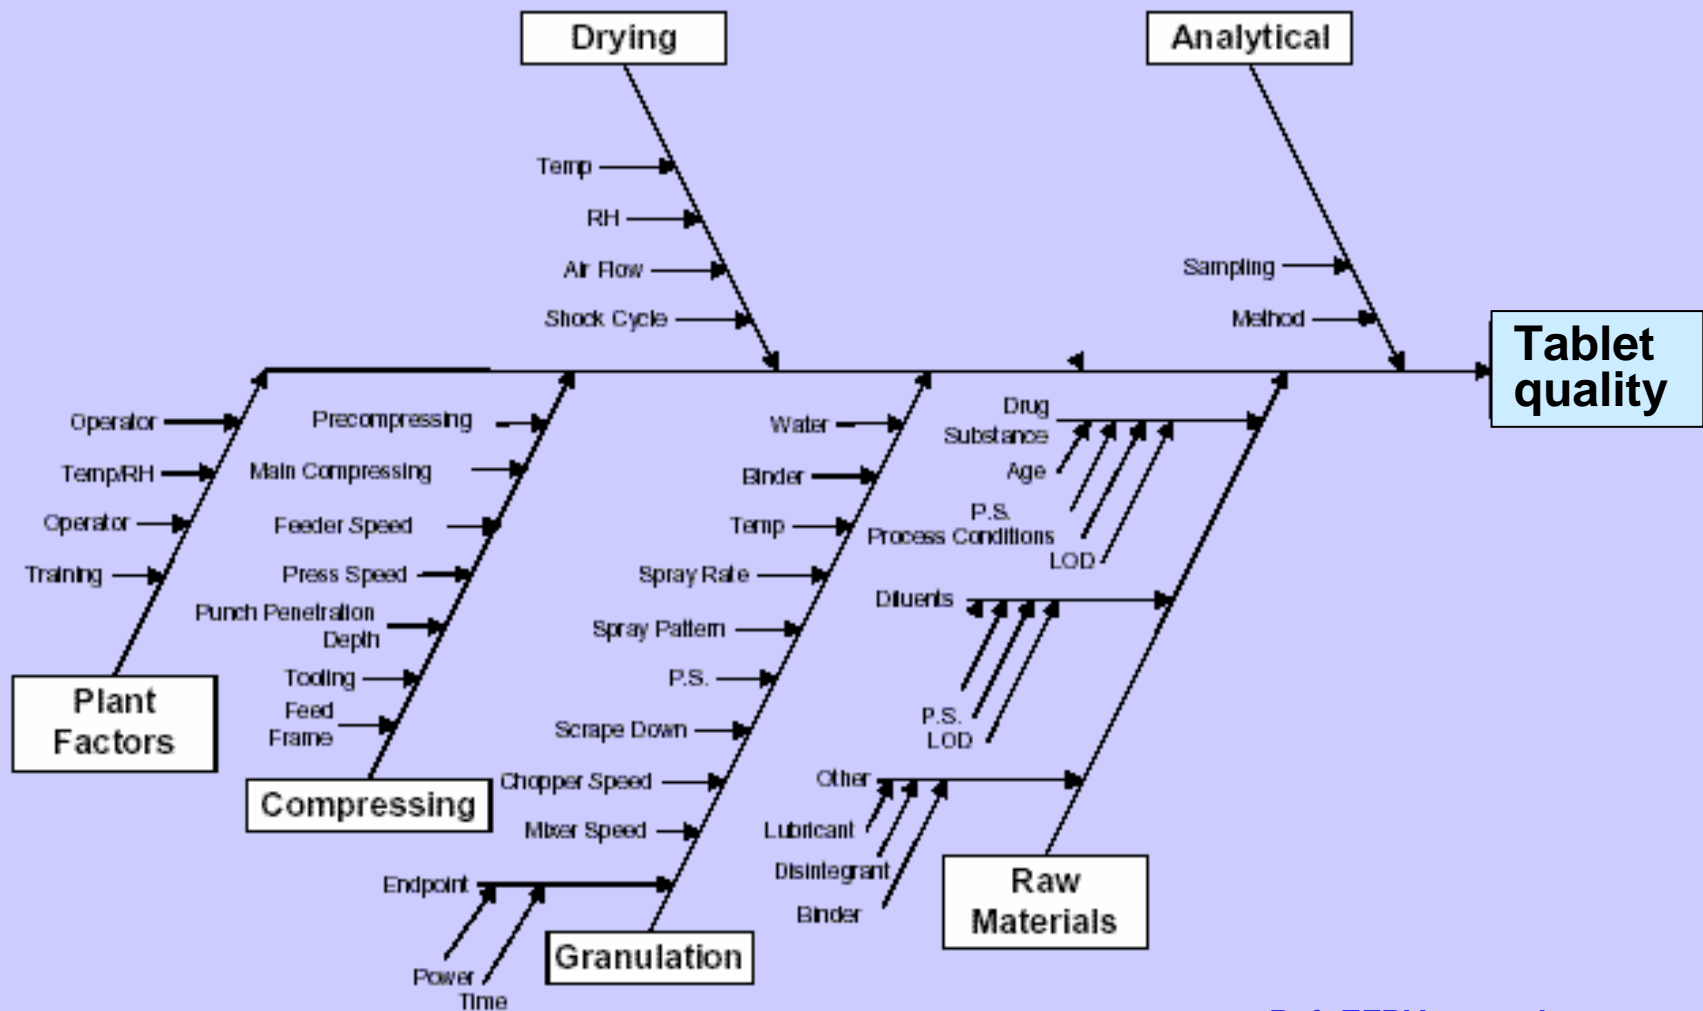 Drying
Analytical
Temp
RH
Air Flow
Shock Cycle
Sampling
Method
Tablet
quality
Operator
Temp/RH
Operator
Training
Plant
Factors
Precompressing
Main Compressing
Feeder Speed
Press Speed
Punch Penetration
Depth
Tooling
Feed
Frame
Compressing
Water
Binder
Temp
Spray Rate
Spray Pattern
P.S.
Scrape Down
Chopper Speed
Mixer Speed
Endpoint
Power
Time
Granulation
Drug
Substance
Age
P.S.
Process Conditions
LOD
Diluents
P.S.
LOD
Other
Lubricant
Disintegrant
Binder
Raw
Materials